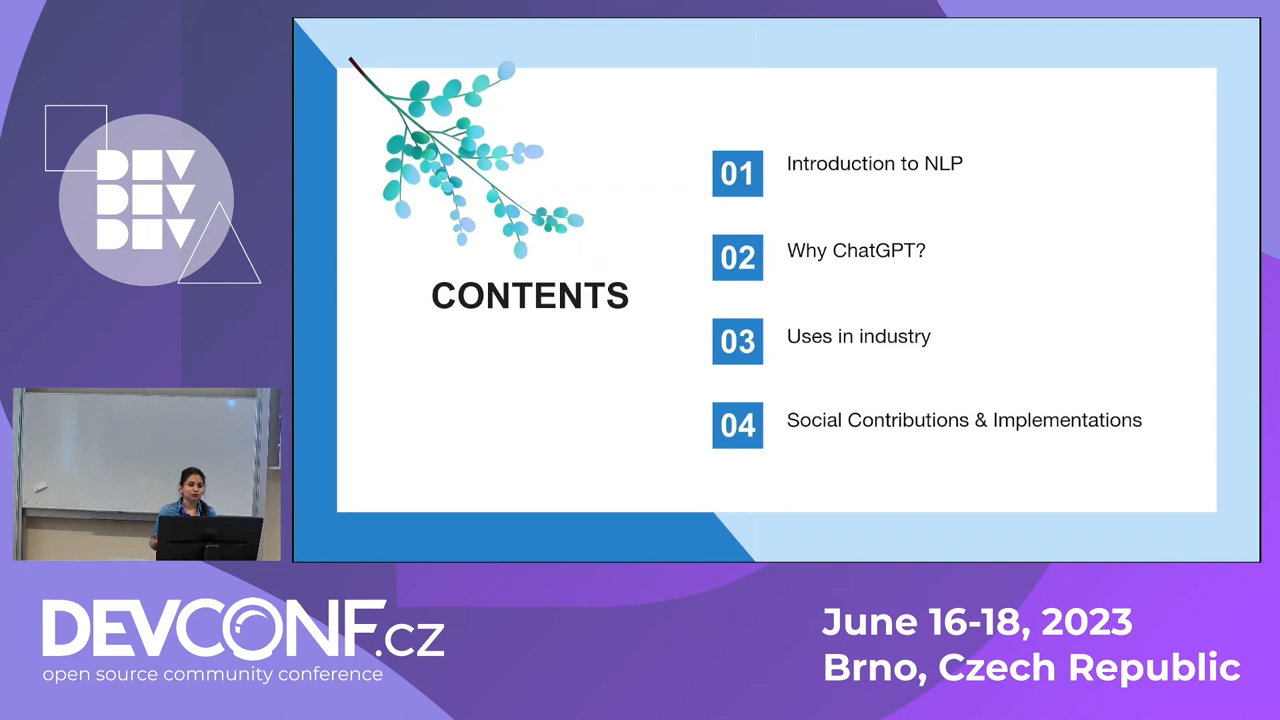 DEV
DEV
DEV
CONTENTS
01 Introduction to NLP
02 Why ChatGPT?
03 Uses in industry
04 Social Contributions & Implementations
DEVCONF.cz
open source community conference
June 16-18, 2023
Brno, Czech Republic